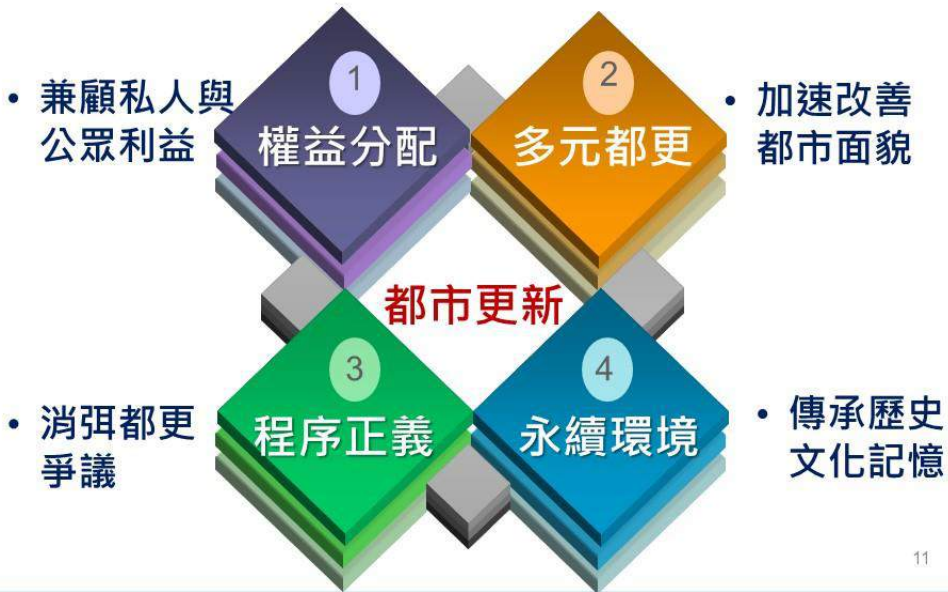 • 兼顧私人與
公眾利益
1
權益分配
2
多元都更
• 加速改善
都市面貌
都市更新
• 消弭都更
爭議
3
程序正義
4
永續環境
• 傳承歷史
文化記憶
11